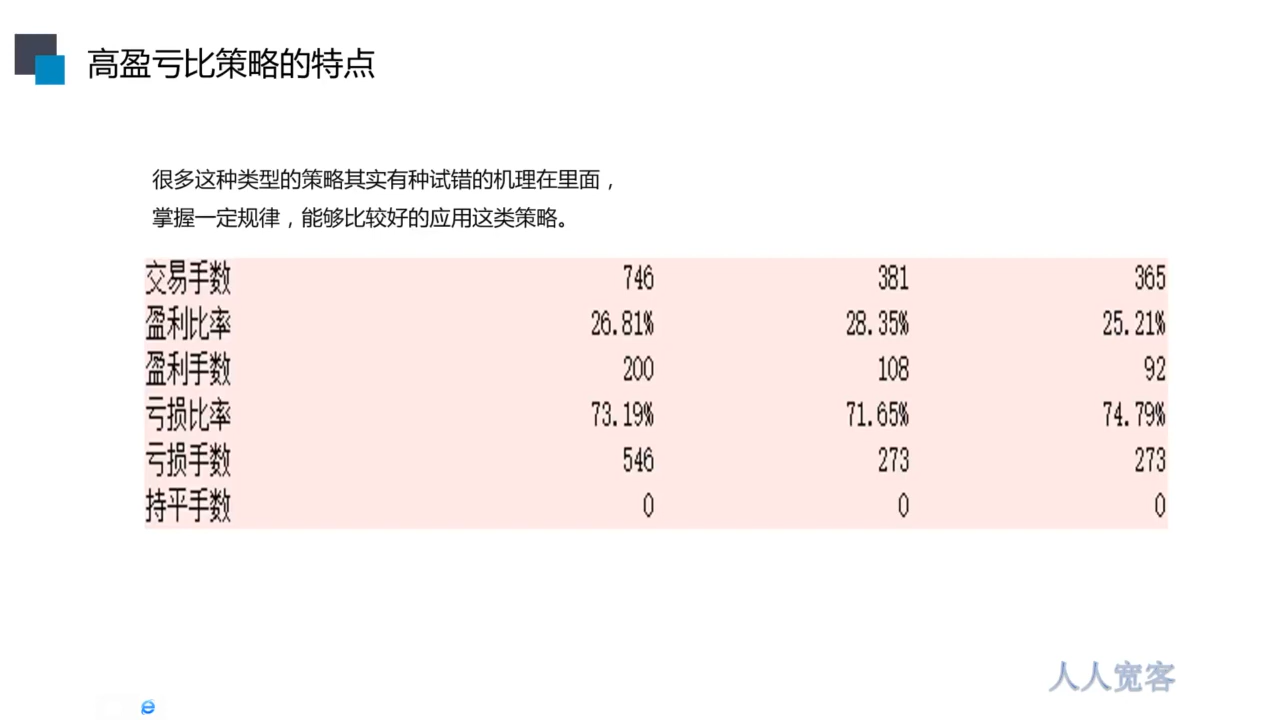 高盈亏比策略的特点
很多这种类型的策略其实有种试错的机理在里面，
掌握一定规律，能够比较好的应用这类策略。
交易手数 746 381 365
盈利比率 26.81% 28.35% 25.21%
盈利手数 200 108 92
亏损比率 73.19% 71.65% 74.79%
亏损手数 546 273 273
持平手数 0 0 0
人人宽客